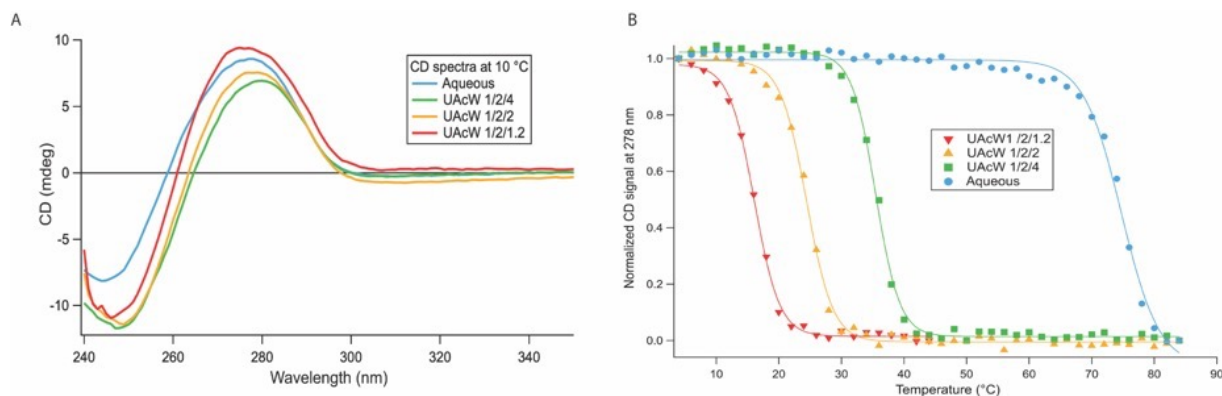 A
CD spectra at 10 °C
Aqueous
UAcW 1/2/4
UAcW 1/2/2
UAcW 1/2/1.2
CD (mdeg)
10
5
0
-5
-10
240
260
280
300
320
340
Wavelength (nm)
B
UAcW1 /2/1.2
UAcW 1/2/2
UAcW 1/2/4
Aqueous
Normalized CD signal at 278 nm
1.0
0.8
0.6
0.4
0.2
0.0
10
20
30
40
50
60
70
80
90
Temperature (°C)